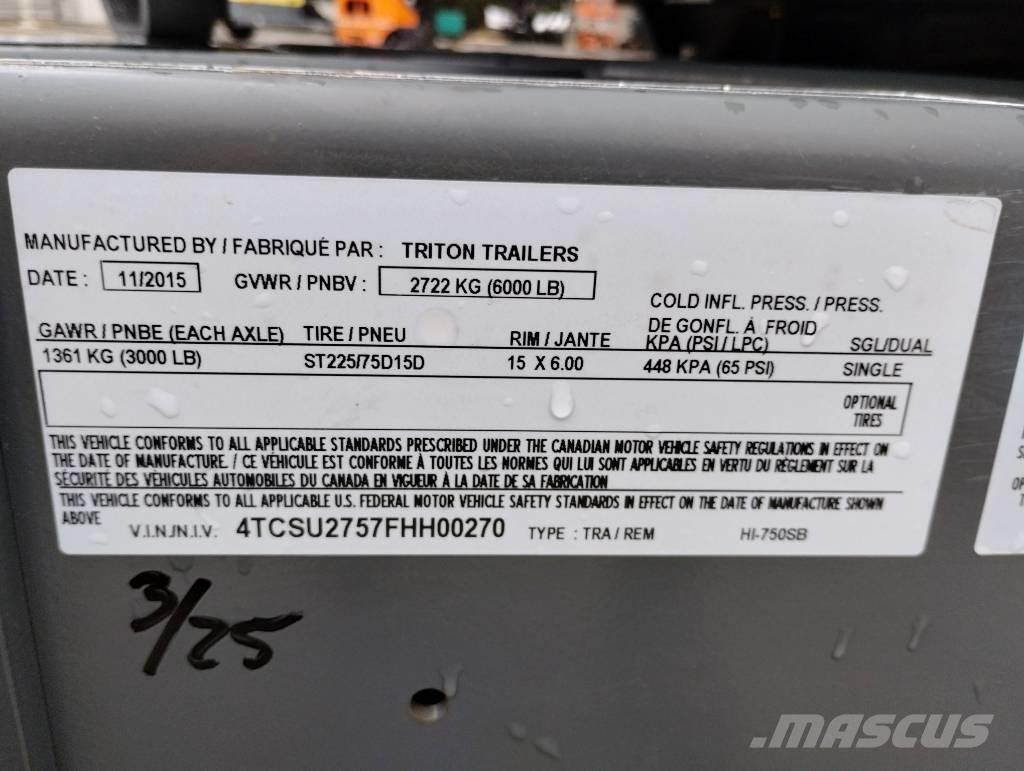 MANUFACTURED BY / FABRIQUÉ PAR : TRITON TRAILERS
DATE : 11/2015 GVWR / PNBV : 2722 KG (6000 LB)
COLD INFL. PRESS. / PRESS.
DE GONFL. À FROID
GAWR / PNBE (EACH AXLE) TIRE / PNEU RIM / JANTE KPA (PSI / LPC) SGL/DUAL
1361 KG (3000 LB) ST225/75D15D 15 X 6.00 448 KPA (65 PSI) SINGLE
OPTIONAL
TIRES
THIS VEHICLE CONFORMS TO ALL APPLICABLE STANDARDS PRESCRIBED UNDER THE CANADIAN MOTOR VEHICLE SAFETY REGULATIONS IN EFFECT ON
THE DATE OF MANUFACTURE. / CE VÉHICULE EST CONFORME À TOUTES LES NORMES QUI LUI SONT APPLICABLES EN VERTU DU RÉGLEMENT SUR LA
SÉCURITÉ DES VÉHICULES AUTOMOBILES DU CANADA EN VIGUEUR À LA DATE DE SA FABRICATION
THIS VEHICLE CONFORMS TO ALL APPLICABLE U.S. FEDERAL MOTOR VEHICLE SAFETY STANDARDS IN EFFECT ON THE DATE OF MANUFACTURE SHOWN
ABOVE V.I.N./N.I.V. 4TCSU2757FHH00270 TYPE : TRA / REM HI-750SB
3/25
MASCUS